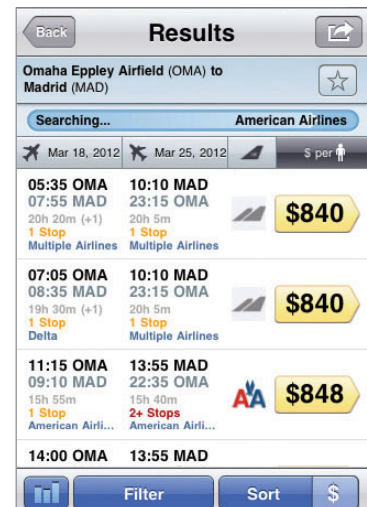 Back
Results
Omaha Eppley Airfield (OMA) to
Madrid (MAD)
Searching... American Airlines
Mar 18, 2012 Mar 25, 2012 $ per
05:35 OMA 10:10 MAD
07:55 MAD 23:15 OMA
20h 20m (+1) 20h 5m
1 Stop 1 Stop
Multiple Airlines Multiple Airlines
$840
07:05 OMA 10:10 MAD
08:35 MAD 23:15 OMA
19h 30m (+1) 20h 5m
1 Stop 1 Stop
Delta Multiple Airlines
$840
11:15 OMA 13:55 MAD
09:10 MAD 22:35 OMA
15h 55m 15h 40m
1 Stop 2+ Stops
American Airli... American Airli...
AA
$848
14:00 OMA 13:55 MAD
Filter Sort $